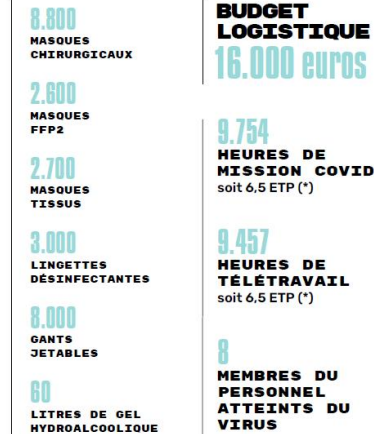 8.800
MASQUES
CHIRURGICAUX
2.600
MASQUES
FFP2
2.700
MASQUES
TISSUS
3.000
LINGETTES
DÉSINFECTANTES
8.000
GANTS
JETABLES
60
LITRES DE GEL
HYDROALCOOLIQUE
BUDGET
LOGISTIQUE
16.000 euros
9.754
HEURES DE
MISSION COVID
soit 6,5 ETP (*)
9.457
HEURES DE
TÉLÉTRAVAIL
soit 6,5 ETP (*)
8
MEMBRES DU
PERSONNEL
ATTEINTS DU
VIRUS